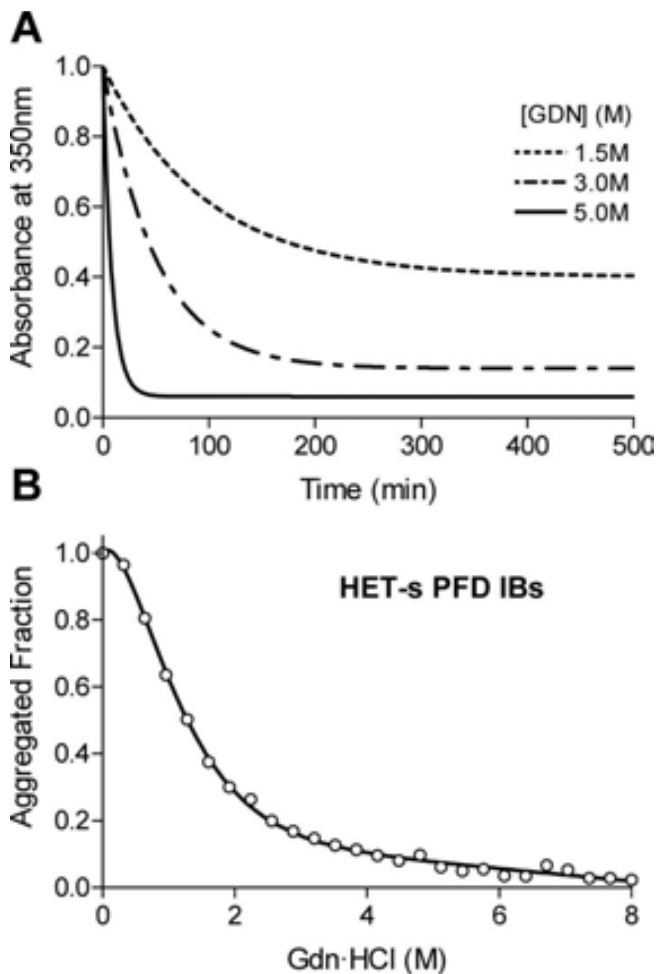 A
1.0
0.8
0.6
0.4
0.2
0.0
Absorbance at 350nm
[GDN] (M)
1.5M
3.0M
5.0M
0 100 200 300 400 500
Time (min)
B
1.0
0.8
0.6
0.4
0.2
0.0
Aggregated Fraction
HET-s PFD IBs
0 2 4 6 8
Gdn·HCl (M)